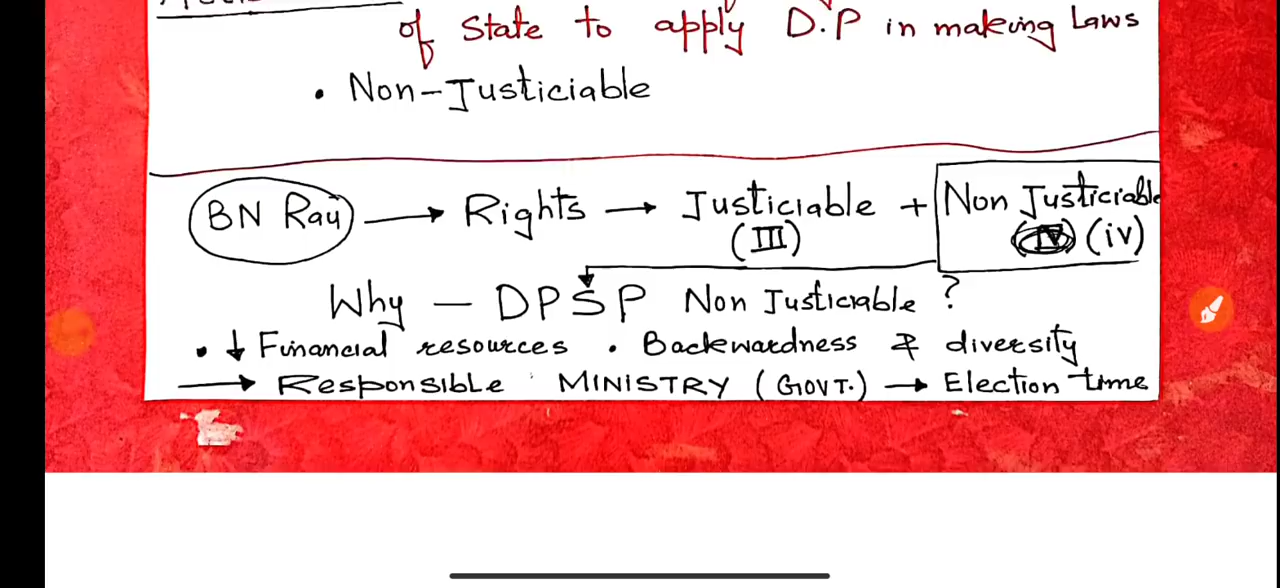 of State to apply D.P in making Laws
• Non-Justiciable
BN Rau → Rights → Justiciable + Non Justiciable
(III) (iv)
Why – DPSP Non Justiciable ?
• ↓ Financial resources • Backwardness & diversity
→ Responsible MINISTRY (GOVT.) → Election time